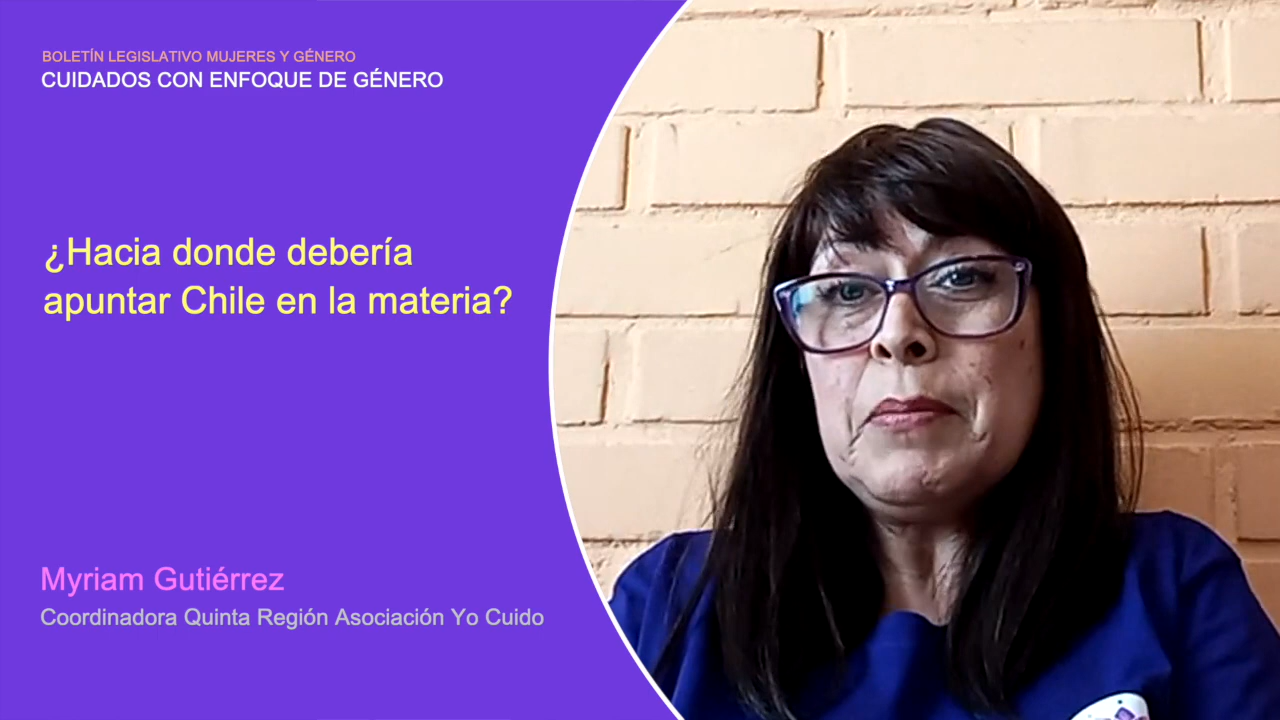 BOLETÍN LEGISLATIVO MUJERES Y GÉNERO
CUIDADOS CON ENFOQUE DE GÉNERO
¿Hacia donde debería
apuntar Chile en la materia?
Myriam Gutiérrez
Coordinadora Quinta Región Asociación Yo Cuido